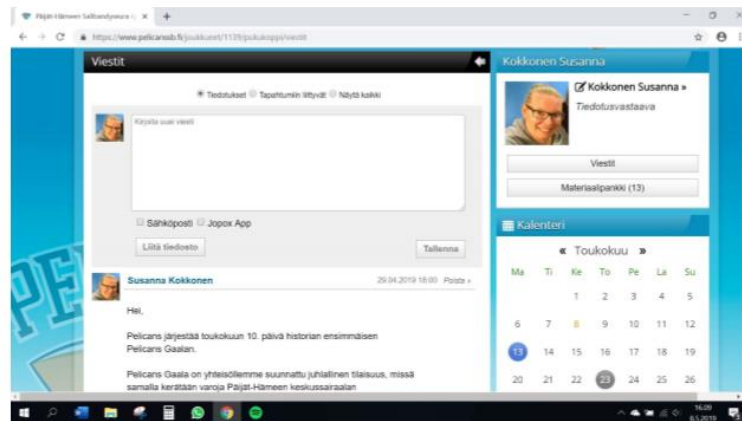 Päijät-Hämeen Salibandyseura
https://www.pelicanssb.fi/joukkueet/
Viestit
Tiedotukset Tapahtumiin liittyvät Näytä kaikki
Kirjoita uusi viesti
Sähköposti Jopox App
Liitä tiedosto Tallenna
Susanna Kokkonen 29.04.2019 18:00 Poista »
Hei,
Pelicans järjestää toukokuun 10. päivä historian ensimmäisen
Pelicans Gaalan.
Pelicans Gaala on yhteisöllemme suunnattu juhlallinen tilaisuus, missä
samalla kerätään varoja Päijät-Hämeen keskussairaalan
Kokkonen Susanna
Kokkonen Susanna »
Tiedotusvastaava
Viestit
Materiaalipankki (13)
Kalenteri
« Toukokuu »
Ma Ti Ke To Pe La Su
1 2 3 4 5
6 7 8 9 10 11 12
13 14 15 16 17 18 19
20 21 22 23 24 25 26
PE
16.09
8.5.2019